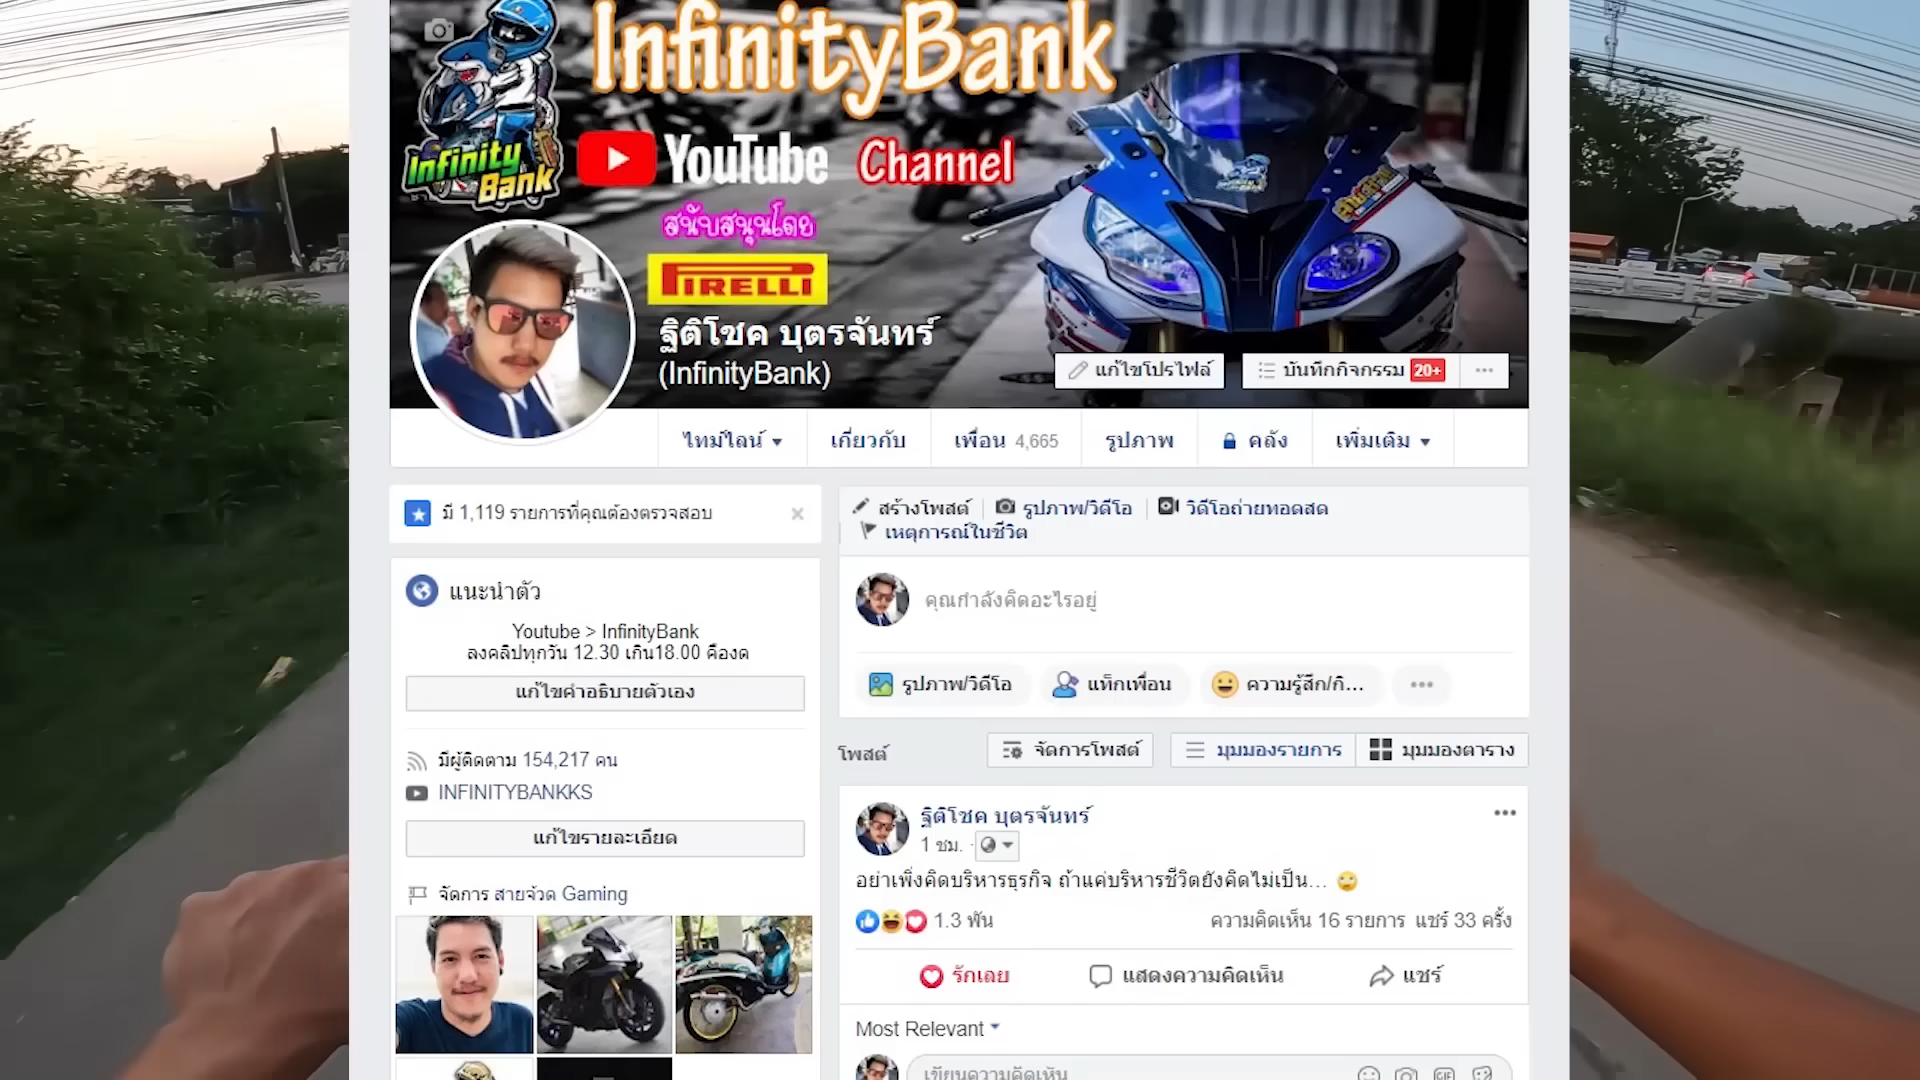 InfinityBank
Infinity
Bank
YouTube Channel
สนับสนุนโดย
PIRELLI
ฐิติโชค บุตรจันทร์
(InfinityBank)
แก้ไขโปรไฟล์
บันทึกกิจกรรม 20+
ไทม์ไลน์
เกี่ยวกับ
เพื่อน 4,665
รูปภาพ
คลัง
เพิ่มเติม
มี 1,119 รายการที่คุณต้องตรวจสอบ
แนะนำตัว
Youtube > InfinityBank
ลงคลิปทุกวัน 12.30 เกิน18.00 คืองด
แก้ไขคำอธิบายตัวเอง
มีผู้ติดตาม 154,217 คน
INFINITYBANKKS
แก้ไขรายละเอียด
จัดการ สายจ๊วด Gaming
สร้างโพสต์
รูปภาพ/วิดีโอ
วิดีโอถ่ายทอดสด
เหตุการณ์ในชีวิต
คุณกำลังคิดอะไรอยู่
รูปภาพ/วิดีโอ
แท็กเพื่อน
ความรู้สึก/กิ...
โพสต์
จัดการโพสต์
มุมมองรายการ
มุมมองตาราง
ฐิติโชค บุตรจันทร์
1 ชม. ·
อย่าเพิ่งคิดบริหารธุรกิจ ถ้าแค่บริหารชีวิตยังคิดไม่เป็น... 🙄
1.3 พัน
ความคิดเห็น 16 รายการ แชร์ 33 ครั้ง
รักเลย
แสดงความคิดเห็น
แชร์
Most Relevant
เขียนความคิดเห็น
GIF